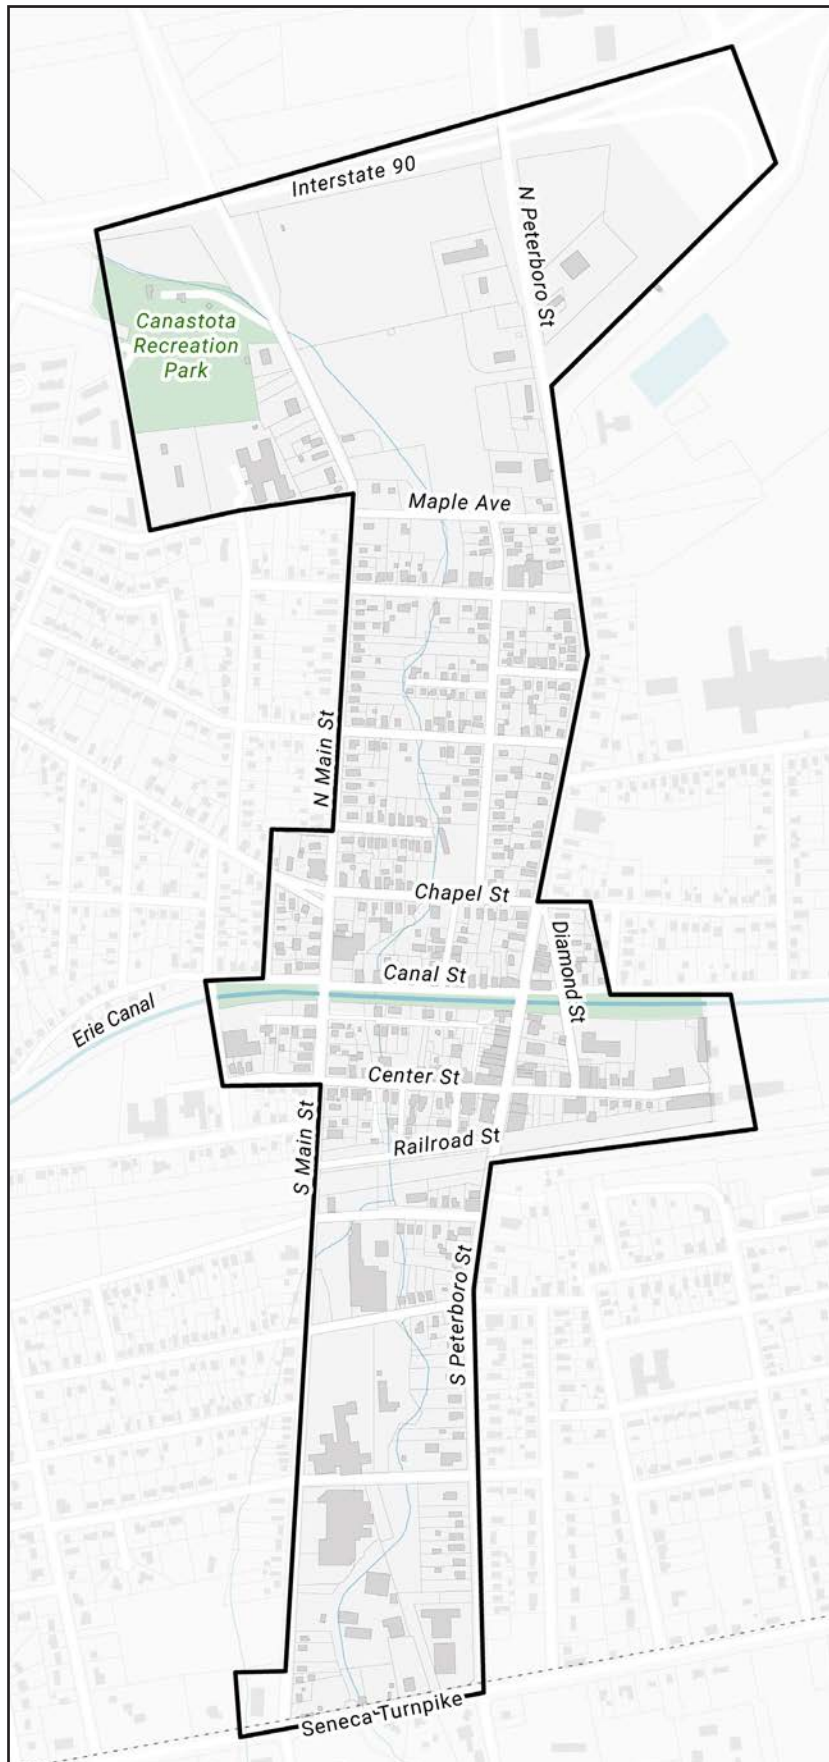 Interstate 90
N Peterboro St
Canastota
Recreation
Park
Maple Ave
N Main St
Chapel St
Diamond St
Canal St
Erie Canal
Center St
S Main St
Railroad St
S Peterboro St
Seneca Turnpike